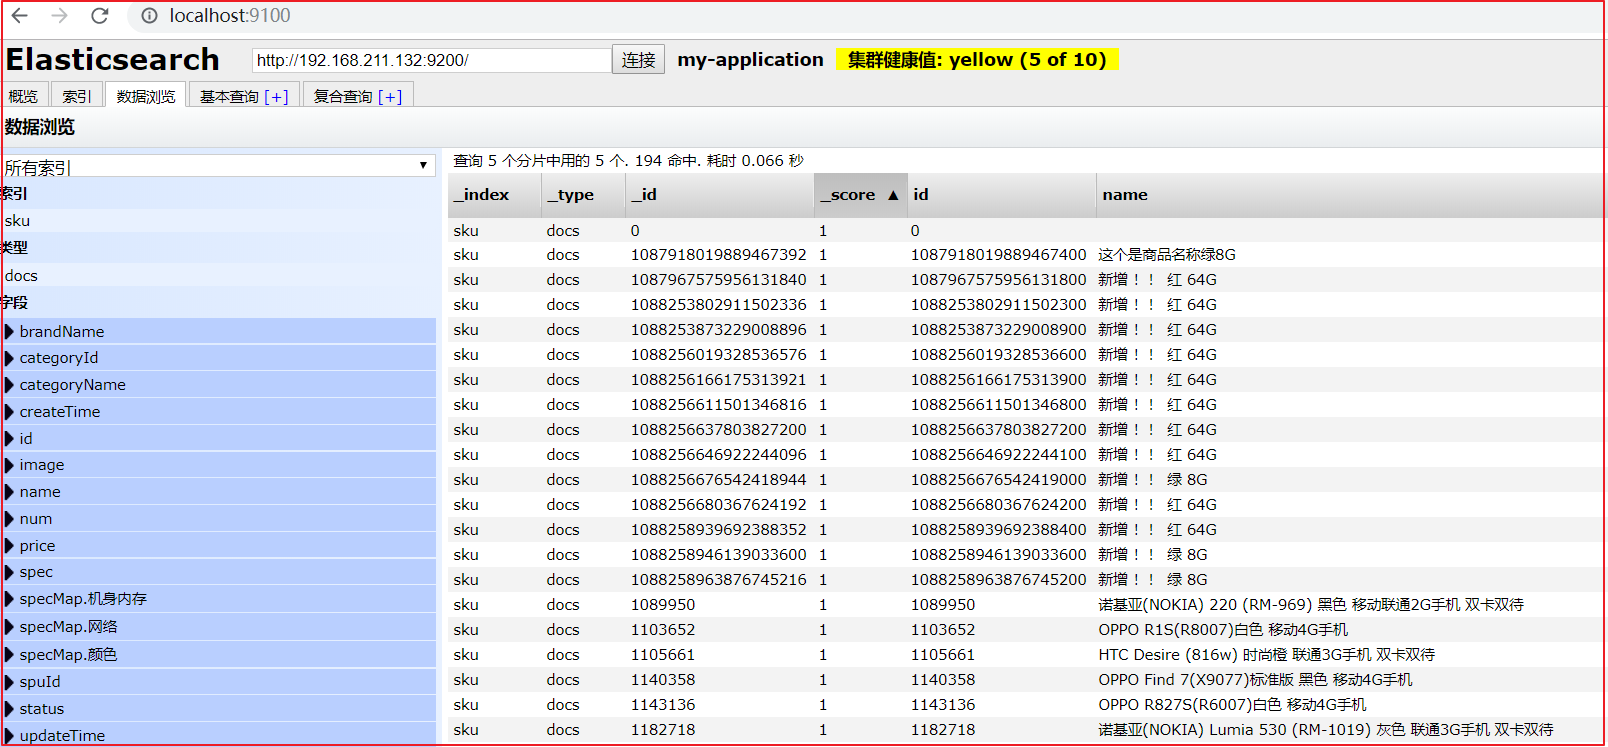 localhost:9100
Elasticsearch http://192.168.211.132:9200/ 连接 my-application 集群健康值: yellow (5 of 10)
概览 索引 数据浏览 基本查询 [+] 复合查询 [+]
数据浏览
所有索引
索引
sku
类型
docs
字段
brandName
categoryId
categoryName
createTime
id
image
name
num
price
spec
specMap.机身内存
specMap.网络
specMap.颜色
spuId
status
updateTime
查询 5 个分片中用的 5 个. 194 命中. 耗时 0.066 秒
_index _type _id _score ▲ id name
sku docs 0 1 0
sku docs 1087918019889467392 1 1087918019889467400 这个是商品名称绿8G
sku docs 1087967575956131840 1 1087967575956131800 新增！！ 红 64G
sku docs 1088253802911502336 1 1088253802911502300 新增！！ 红 64G
sku docs 1088253873229008896 1 1088253873229008900 新增！！ 红 64G
sku docs 1088256019328536576 1 1088256019328536600 新增！！ 红 64G
sku docs 1088256166175313921 1 1088256166175313900 新增！！ 红 64G
sku docs 1088256611501346816 1 1088256611501346800 新增！！ 红 64G
sku docs 1088256637803827200 1 1088256637803827200 新增！！ 红 64G
sku docs 1088256646922244096 1 1088256646922244100 新增！！ 红 64G
sku docs 1088256676542418944 1 1088256676542419000 新增！！ 绿 8G
sku docs 1088256680367624192 1 1088256680367624200 新增！！ 红 64G
sku docs 1088258939692388352 1 1088258939692388400 新增！！ 红 64G
sku docs 1088258946139033600 1 1088258946139033600 新增！！ 绿 8G
sku docs 1088258963876745216 1 1088258963876745200 新增！！ 绿 8G
sku docs 1089950 1 1089950 诺基亚(NOKIA) 220 (RM-969) 黑色 移动联通2G手机 双卡双待
sku docs 1103652 1 1103652 OPPO R1S(R8007)白色 移动4G手机
sku docs 1105661 1 1105661 HTC Desire (816w) 时尚橙 联通3G手机 双卡双待
sku docs 1140358 1 1140358 OPPO Find 7(X9077)标准版 黑色 移动4G手机
sku docs 1143136 1 1143136 OPPO R827S(R6007)白色 移动4G手机
sku docs 1182718 1 1182718 诺基亚(NOKIA) Lumia 530 (RM-1019) 灰色 联通3G手机 双卡双待